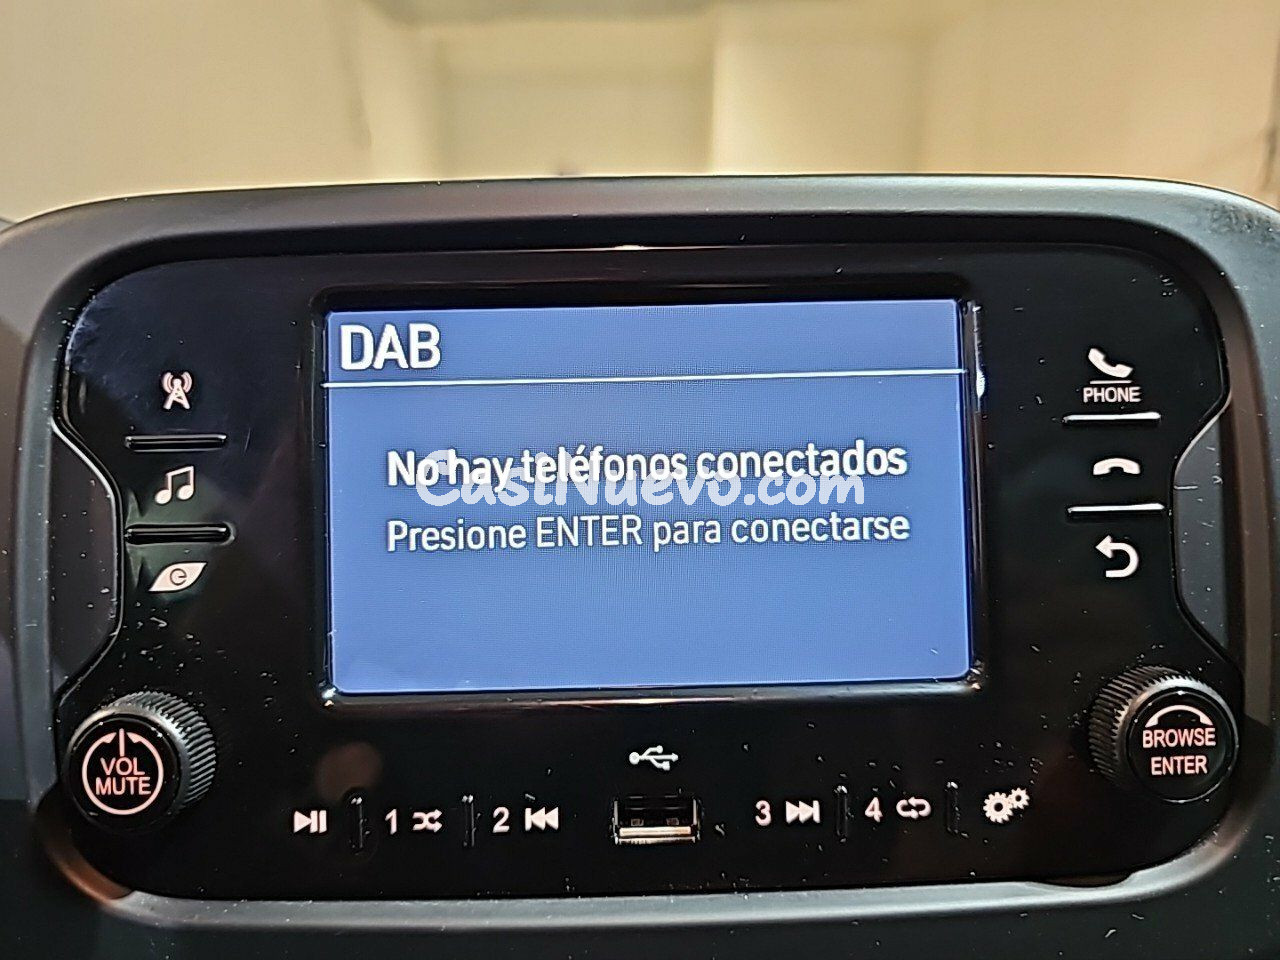 DAB
No hay teléfonos conectados
CasiNuevo.com
Presione ENTER para conectarse
PHONE
VOL
MUTE
BROWSE
ENTER
1
2
3
4